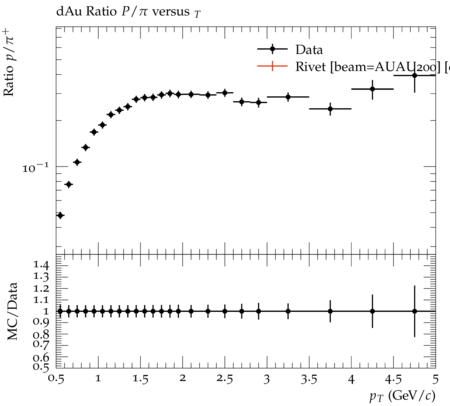 dAu Ratio P/π versus T
Ratio p/π+
Data
Rivet [beam=AUAU200] [
10−1
MC/Data
1.4
1.3
1.2
1.1
1
0.9
0.8
0.7
0.6
0.5
0.5 1 1.5 2 2.5 3 3.5 4 4.5 5
pT (GeV/c)